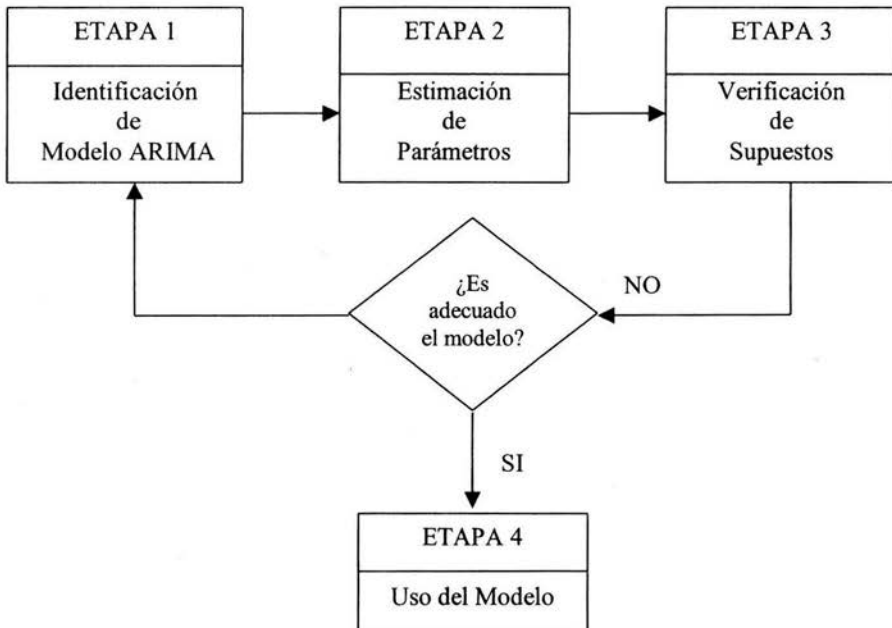 ETAPA 1
Identificación
de
Modelo ARIMA
ETAPA 2
Estimación
de
Parámetros
ETAPA 3
Verificación
de
Supuestos
¿Es
adecuado
el modelo?
NO
SI
ETAPA 4
Uso del Modelo